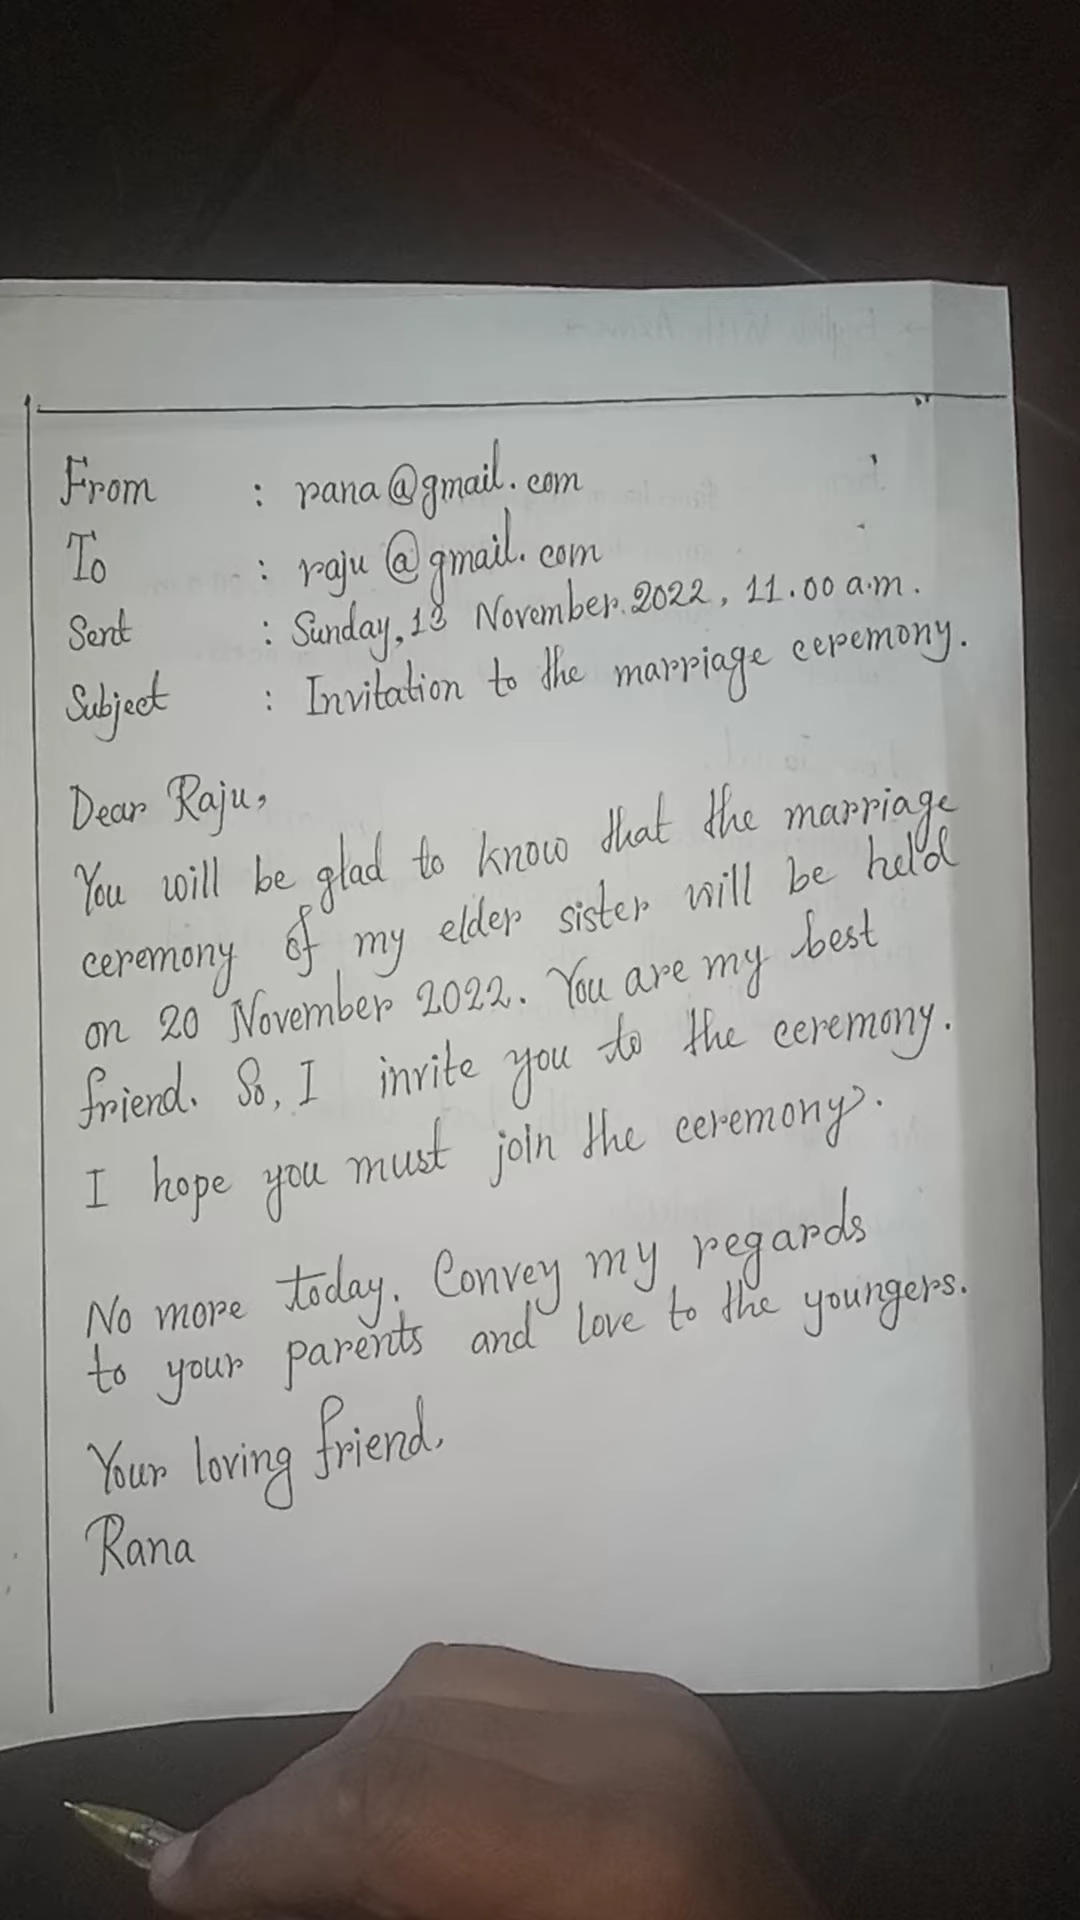 From : rana@gmail.com
To : raju@gmail.com
Sent : Sunday, 13 November.2022, 11.00 a.m.
Subject : Invitation to the marriage ceremony.
Dear Raju,
You will be glad to know that the marriage
ceremony of my elder sister will be held
on 20 November 2022. You are my best
friend. So, I invite you to the ceremony.
I hope you must join the ceremony.
No more today. Convey my regards
to your parents and love to the youngers.
Your loving friend,
Rana